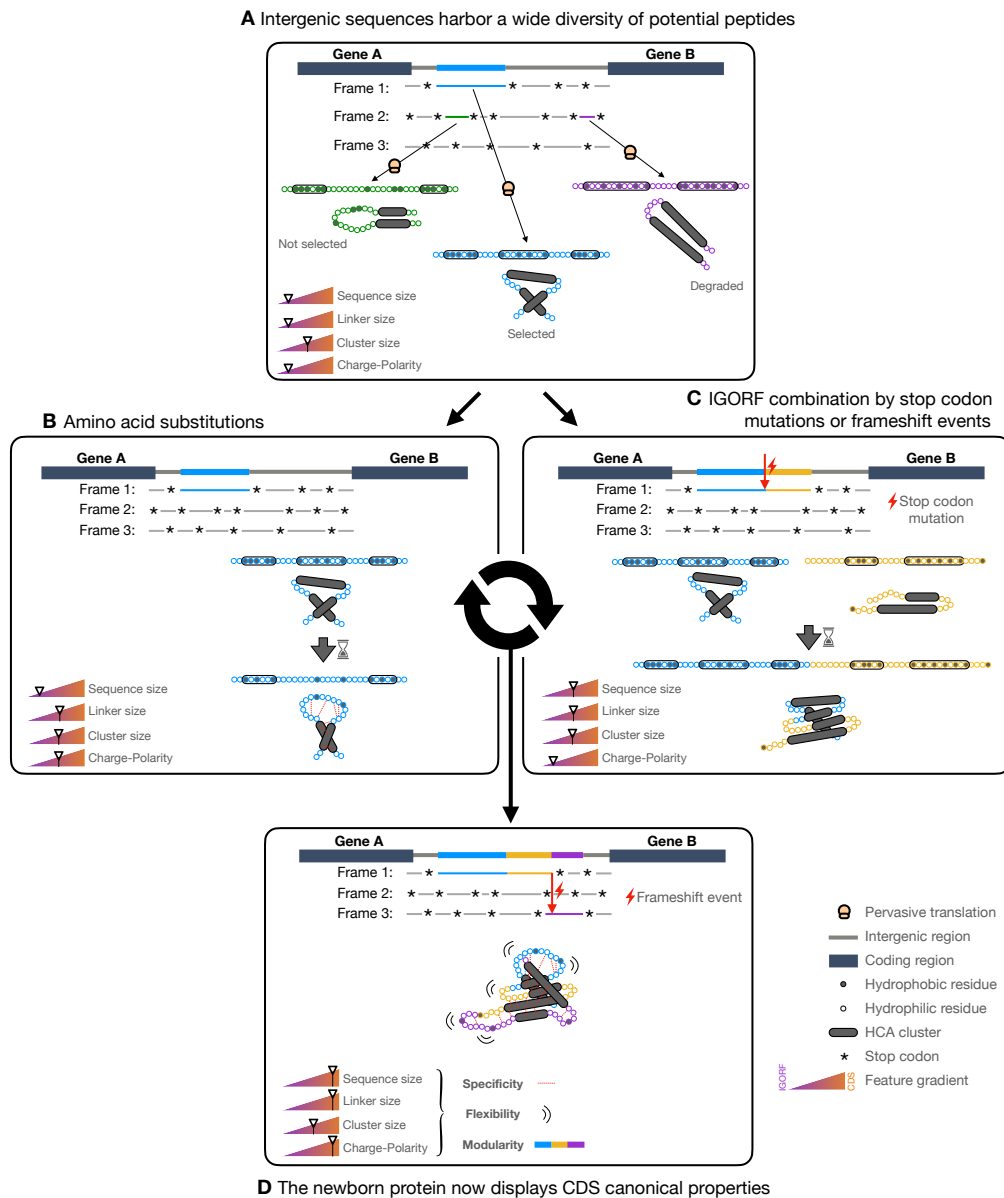 A Intergenic sequences harbor a wide diversity of potential peptides
Gene A
Gene B
Frame 1:
Frame 2:
Frame 3:
Not selected
Selected
Degraded
Sequence size
Linker size
Cluster size
Charge-Polarity
B Amino acid substitutions
Gene A
Gene B
Frame 1:
Frame 2:
Frame 3:
Sequence size
Linker size
Cluster size
Charge-Polarity
C IGORF combination by stop codon
mutations or frameshift events
Gene A
Gene B
Frame 1:
Frame 2:
Frame 3:
Stop codon
mutation
Sequence size
Linker size
Cluster size
Charge-Polarity
Gene A
Gene B
Frame 1:
Frame 2:
Frame 3:
Frameshift event
Sequence size
Linker size
Cluster size
Charge-Polarity
Specificity
Flexibility
Modularity
D The newborn protein now displays CDS canonical properties
Pervasive translation
Intergenic region
Coding region
Hydrophobic residue
Hydrophilic residue
HCA cluster
* Stop codon
IGORF
CDS
Feature gradient